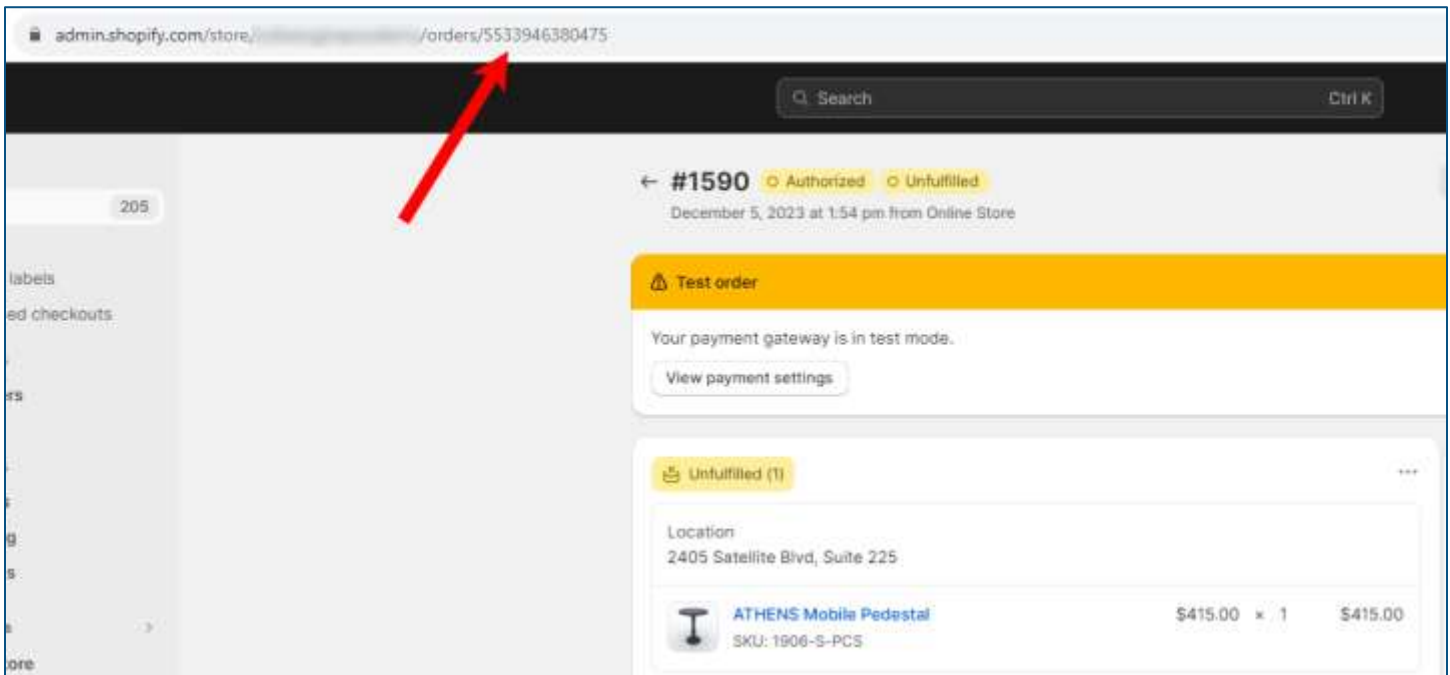 admin.shopify.com/store/ /orders/5533946380475
Search Ctrl K
← #1590 Authorized Unfulfilled
December 5, 2023 at 1:54 pm from Online Store
205
labels
ed checkouts
rs
s
g
s
s
ore
Test order
Your payment gateway is in test mode.
View payment settings
Unfulfilled (1)
Location
2405 Satellite Blvd, Suite 225
ATHENS Mobile Pedestal $415.00 × 1 $415.00
SKU: 1906-S-PCS